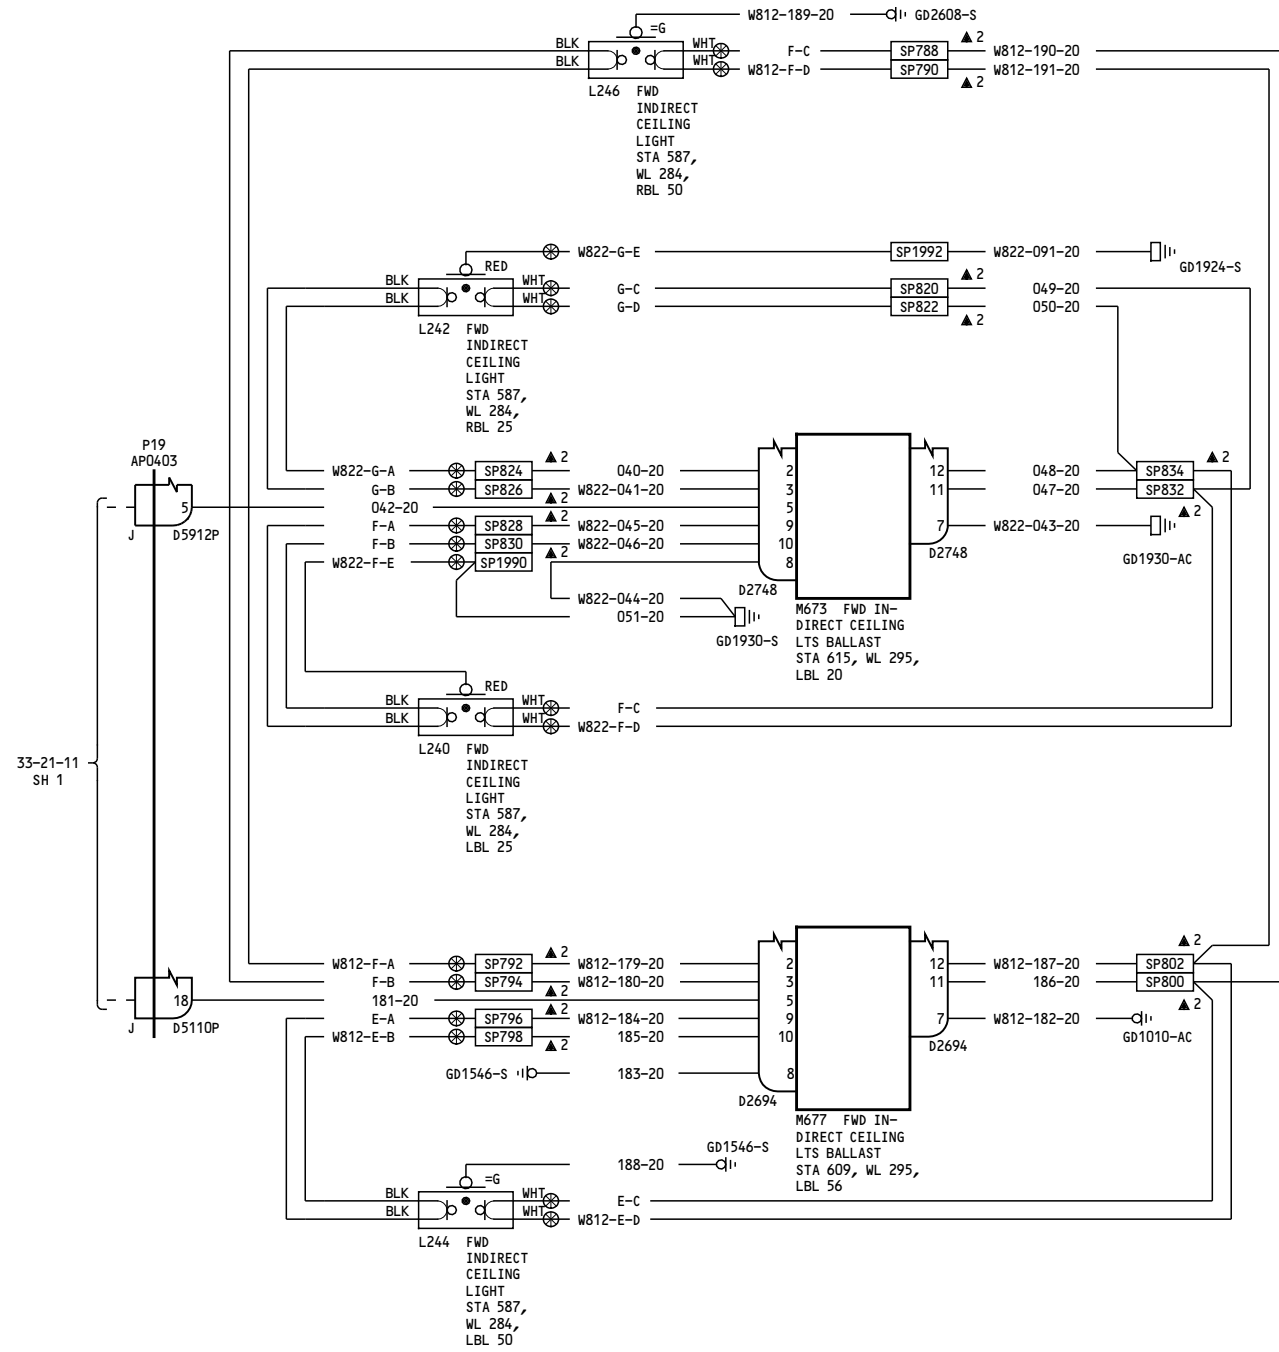 W812-189-20 GD2608-S
=G
BLK WHT F-C SP788 ▲ 2 W812-190-20
BLK WHT W812-F-D SP790 ▲ 2 W812-191-20
L246 FWD
INDIRECT
CEILING
LIGHT
STA 587,
WL 284,
RBL 50
W822-G-E SP1992 W822-091-20 GD1924-S
RED
BLK WHT G-C SP820 ▲ 2 049-20
BLK WHT G-D SP822 ▲ 2 050-20
L242 FWD
INDIRECT
CEILING
LIGHT
STA 587,
WL 284,
RBL 25
P19
AP0403
5
J D5912P
W822-G-A SP824 ▲ 2 040-20 2 12 048-20 SP834 ▲ 2
G-B SP826 ▲ 2 W822-041-20 3 11 047-20 SP832 ▲ 2
042-20 5
F-A SP828 ▲ 2 W822-045-20 9 7 W822-043-20 GD1930-AC
F-B SP830 ▲ 2 W822-046-20 10
W822-F-E SP1990 8
D2748 D2748
W822-044-20
051-20
GD1930-S
M673 FWD IN-
DIRECT CEILING
LTS BALLAST
STA 615, WL 295,
LBL 20
RED
BLK WHT F-C
BLK WHT W822-F-D
L240 FWD
INDIRECT
CEILING
LIGHT
STA 587,
WL 284,
LBL 25
33-21-11
SH 1
W812-F-A SP792 ▲ 2 W812-179-20 2 12 W812-187-20 SP802 ▲ 2
F-B SP794 ▲ 2 W812-180-20 3 11 186-20 SP800 ▲ 2
18 181-20 5
J D5110P
E-A SP796 ▲ 2 W812-184-20 9 7 W812-182-20 GD1010-AC
W812-E-B SP798 ▲ 2 185-20 10
GD1546-S 183-20 8
D2694 D2694
M677 FWD IN-
DIRECT CEILING
LTS BALLAST
STA 609, WL 295,
LBL 56
188-20 GD1546-S
=G
BLK WHT E-C
BLK WHT W812-E-D
L244 FWD
INDIRECT
CEILING
LIGHT
STA 587,
WL 284,
LBL 50